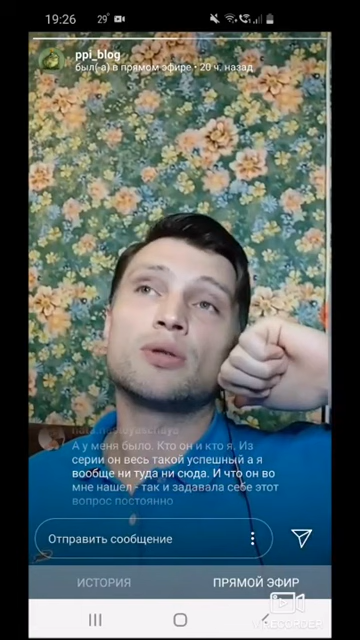 19:26 29°
ppi_blog
был(-а) в прямом эфире • 20 ч. назад
А у меня было. Кто он и кто я. Из
серии он весь такой успешный а я
вообще ни туда ни сюда. И что он во
мне нашел - так и задавала себе этот
вопрос постоянно
Отправить сообщение
ИСТОРИЯ ПРЯМОЙ ЭФИР
RECORDER